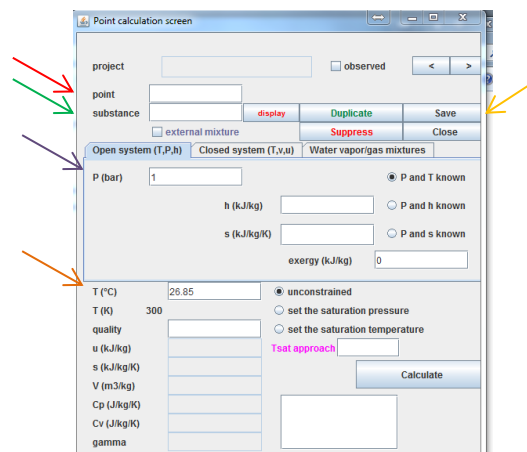 Point calculation screen
project observed < >
point
substance display Duplicate Save
external mixture Suppress Close
Open system (T,P,h) Closed system (T,v,u) Water vapor/gas mixtures
P (bar) 1 P and T known
h (kJ/kg) P and h known
s (kJ/kg/K) P and s known
exergy (kJ/kg) 0
T (°C) 26.85 unconstrained
T (K) 300 set the saturation pressure
quality set the saturation temperature
u (kJ/kg) Tsat approach
s (kJ/kg/K) Calculate
V (m3/kg)
Cp (J/kg/K)
Cv (J/kg/K)
gamma